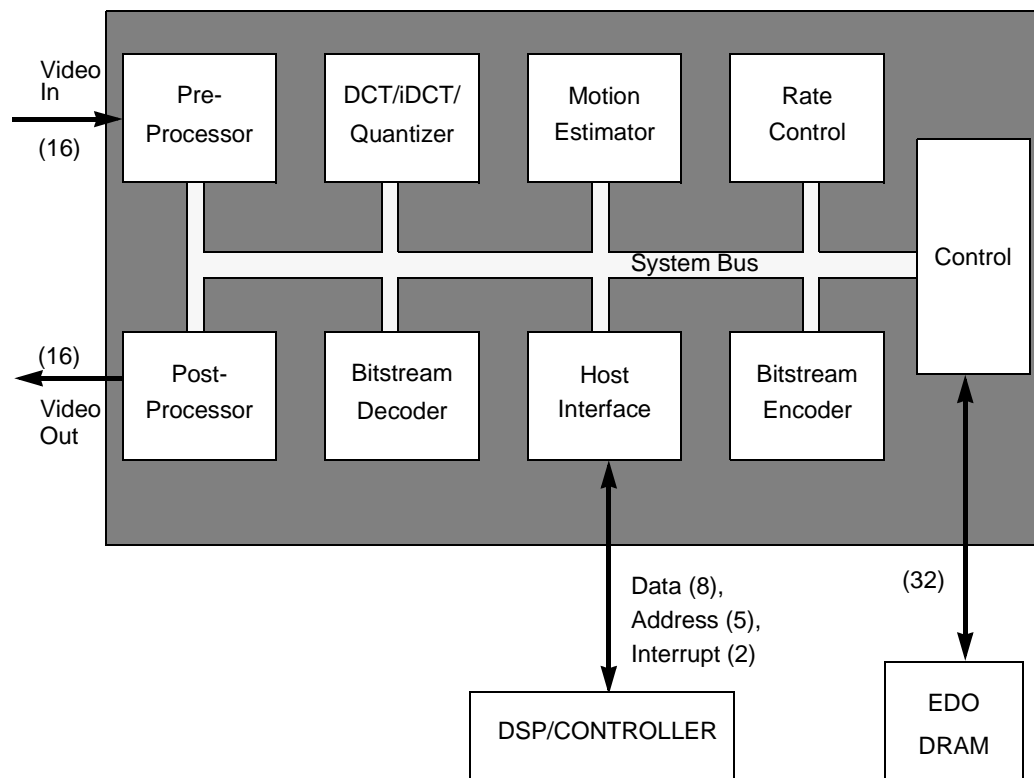 Video
In
(16)
Pre-
Processor
DCT/iDCT/
Quantizer
Motion
Estimator
Rate
Control
Control
System Bus
(16)
Video
Out
Post-
Processor
Bitstream
Decoder
Host
Interface
Bitstream
Encoder
Data (8),
Address (5),
Interrupt (2)
(32)
DSP/CONTROLLER
EDO
DRAM